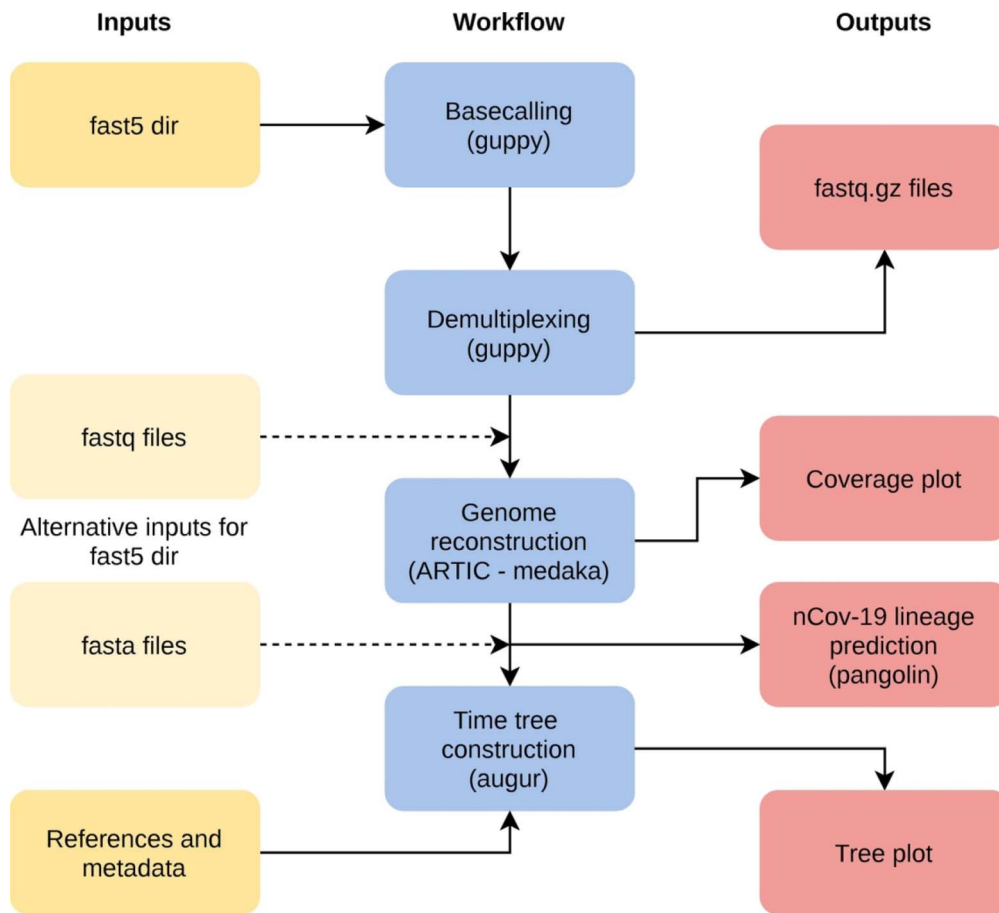 Inputs
Workflow
Outputs
fast5 dir
Basecalling
(guppy)
fastq.gz files
Demultiplexing
(guppy)
fastq files
Coverage plot
Alternative inputs for
fast5 dir
Genome
reconstruction
(ARTIC - medaka)
fasta files
nCov-19 lineage
prediction
(pangolin)
Time tree
construction
(augur)
References and
metadata
Tree plot